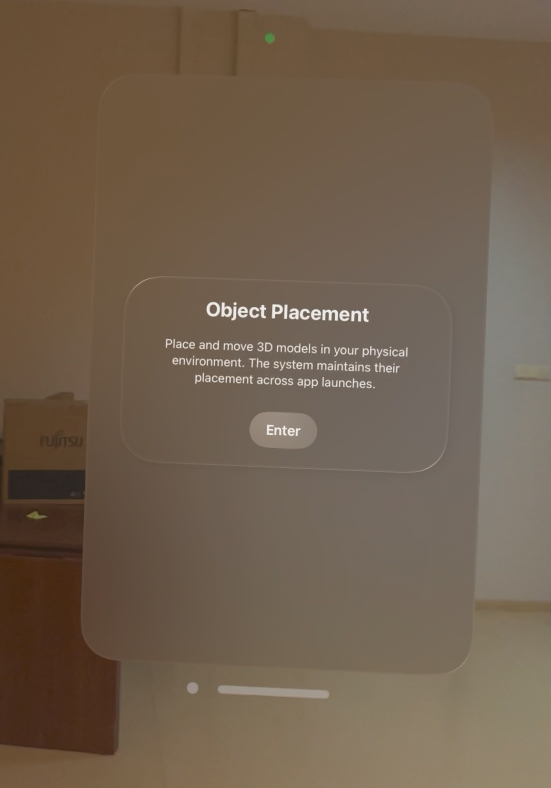 Object Placement
Place and move 3D models in your physical
environment. The system maintains their
placement across app launches.
Enter
FUJITSU